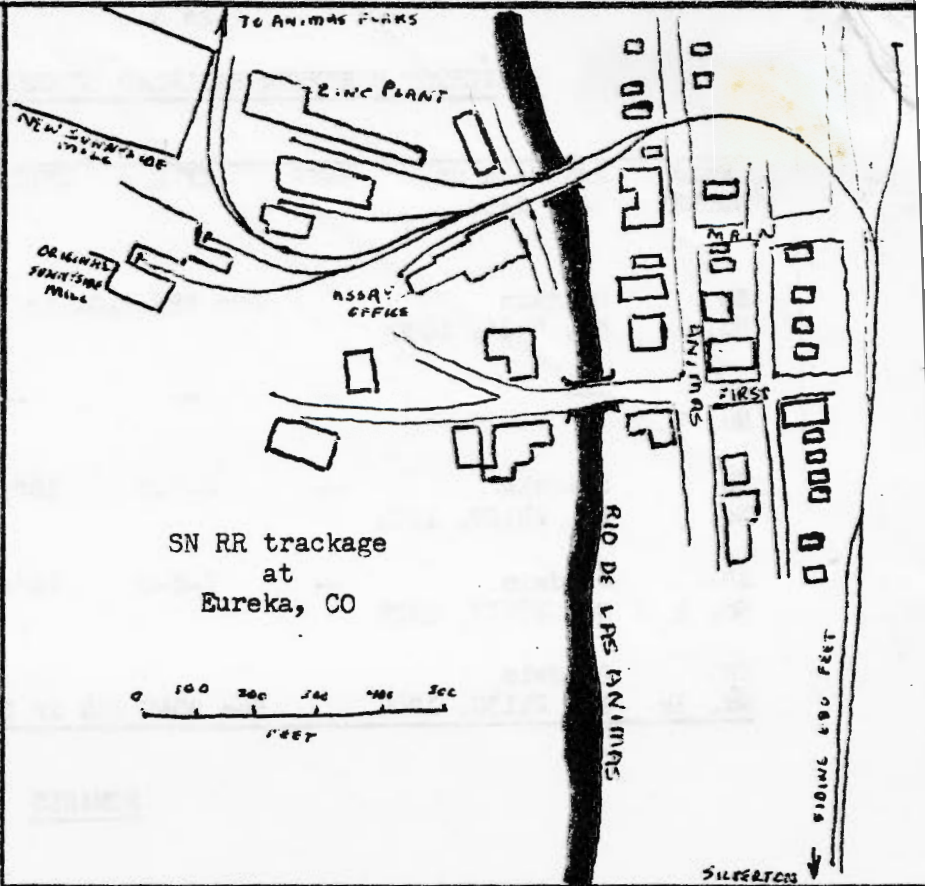 TO ANIMAS FORKS
ZINC PLANT
NEW SUNNYSIDE
MILL
ORIGINAL
SUNNYSIDE
MILL
ASSAY
OFFICE
MAIN
ANIMAS
FIRST
RIO DE LAS ANIMAS
SN RR trackage
at
Eureka, CO
0 100 200 300 400 500
FEET
SIDING FEET
SILVERTON